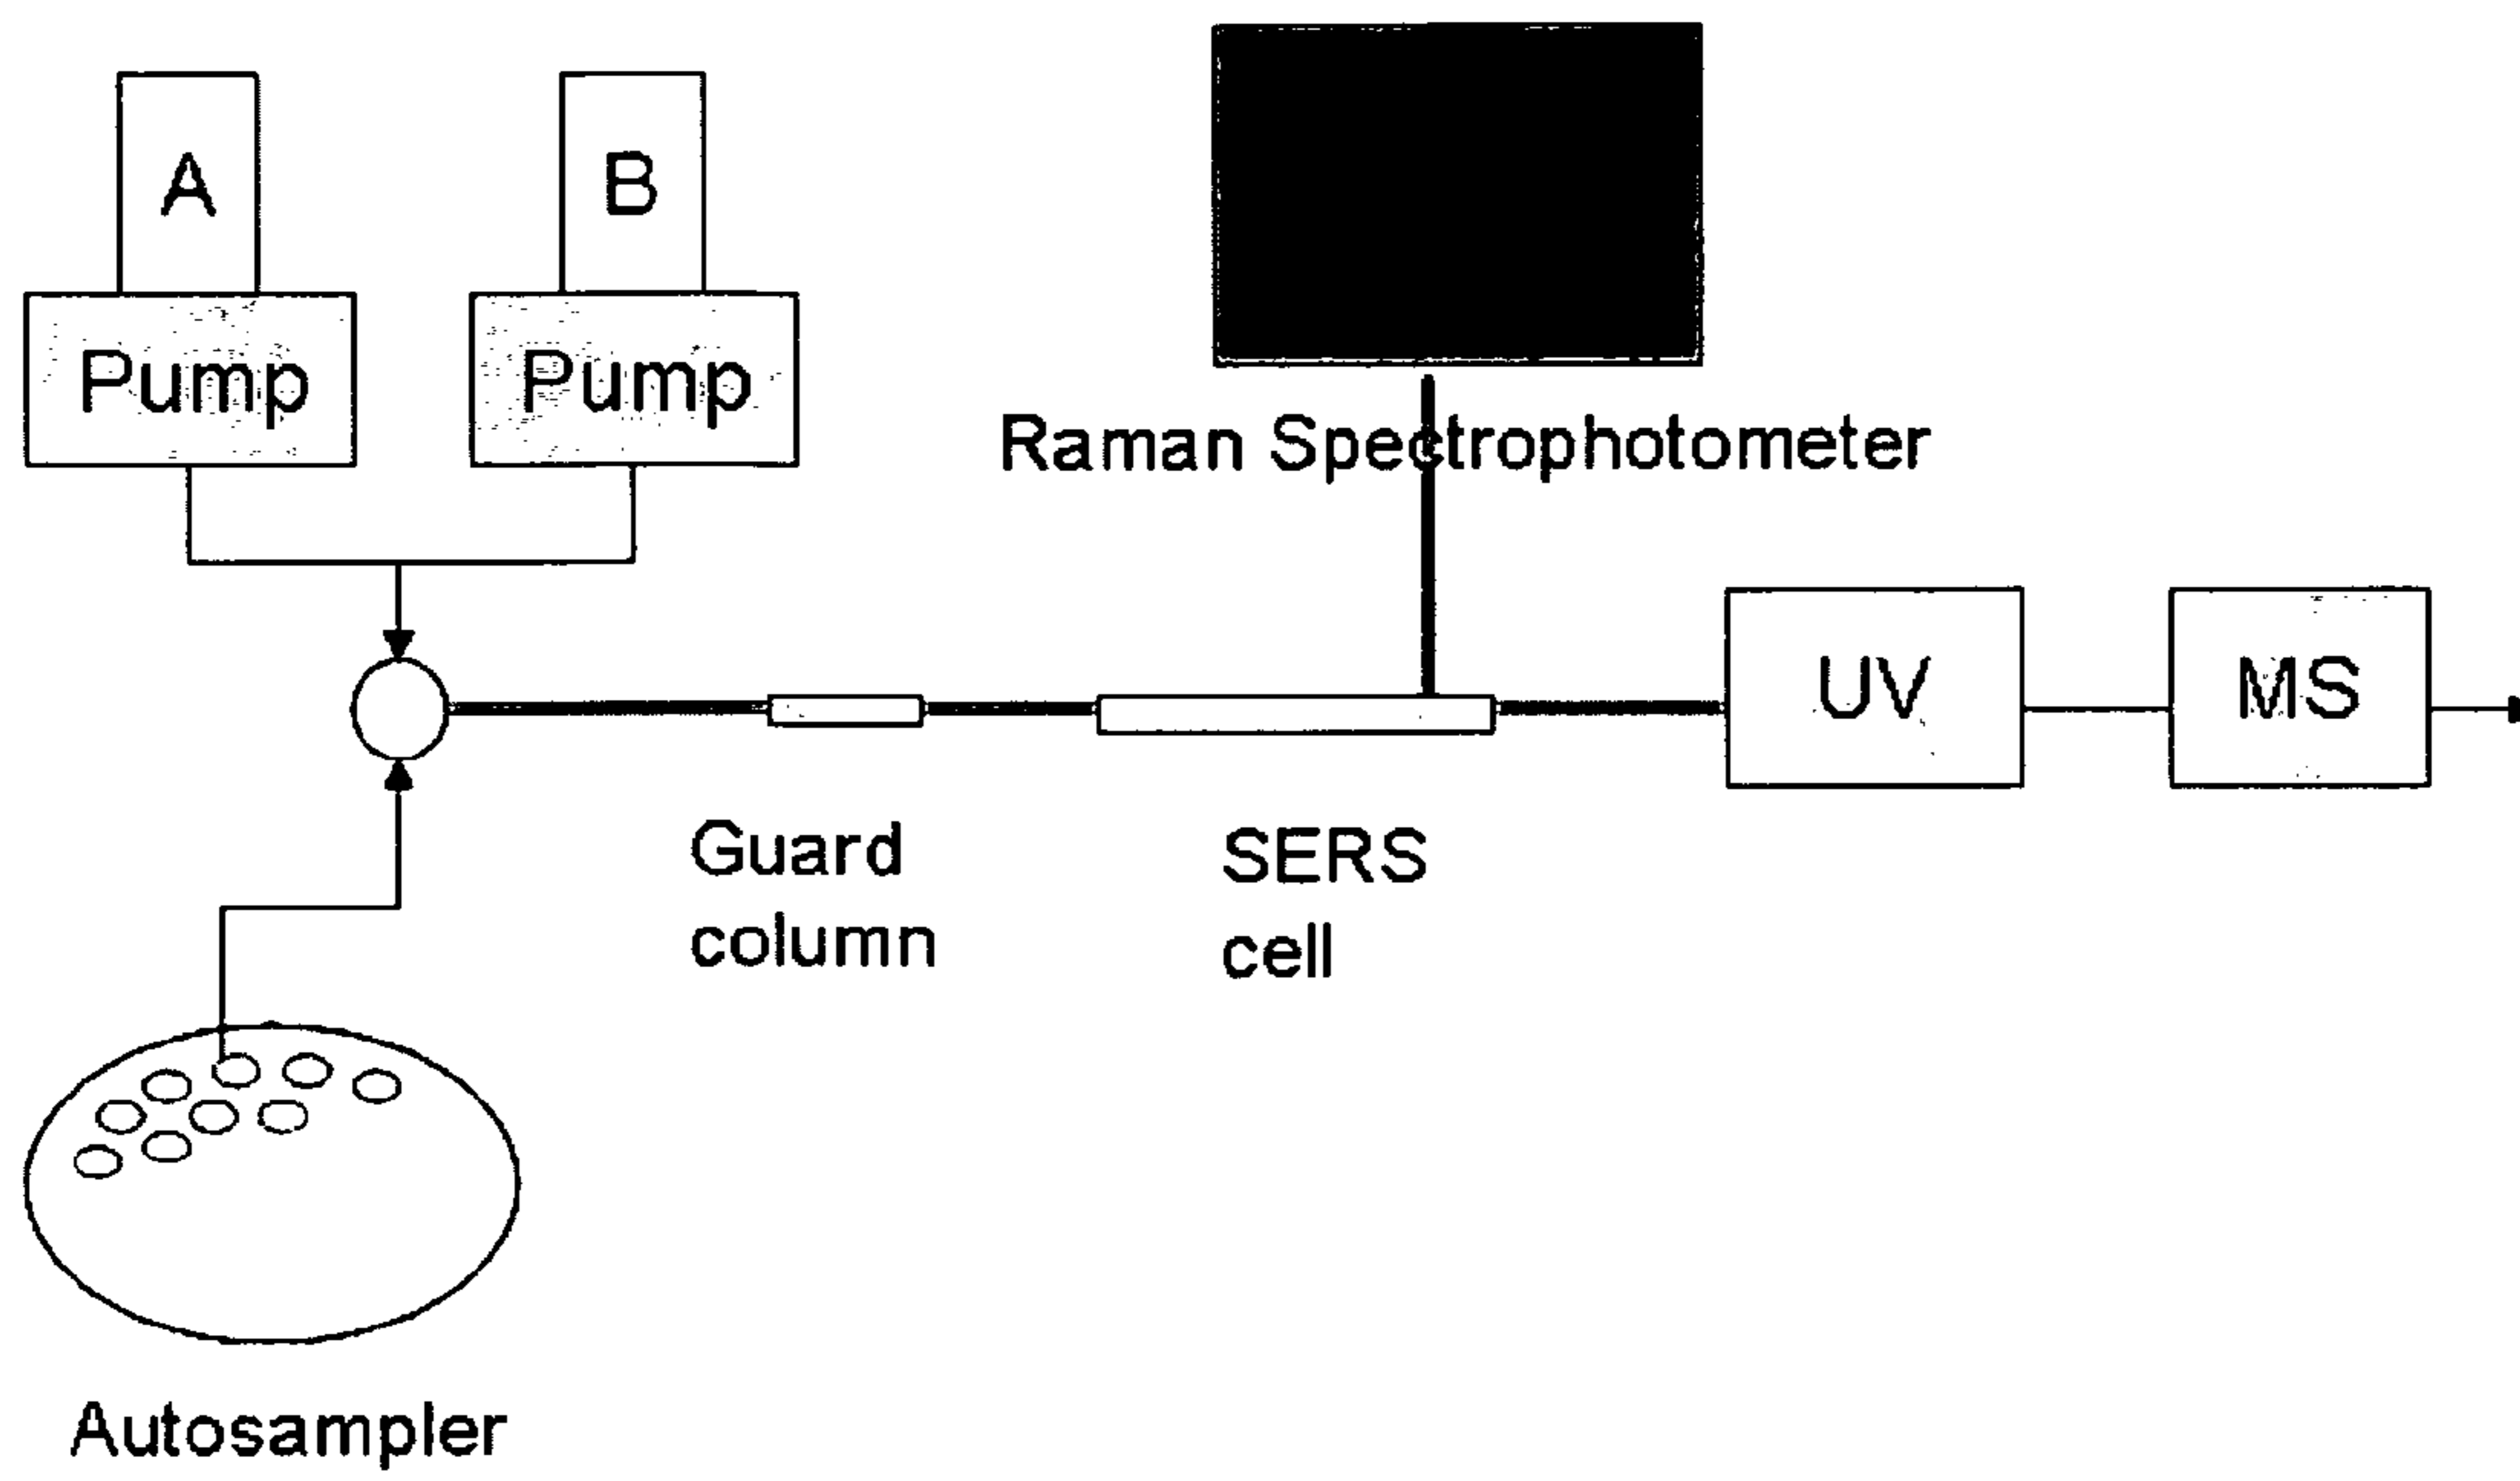 A
B
Pump
Pump
Raman Spectrophotometer
UV
MS
Guard
column
SERS
cell
Autosampler